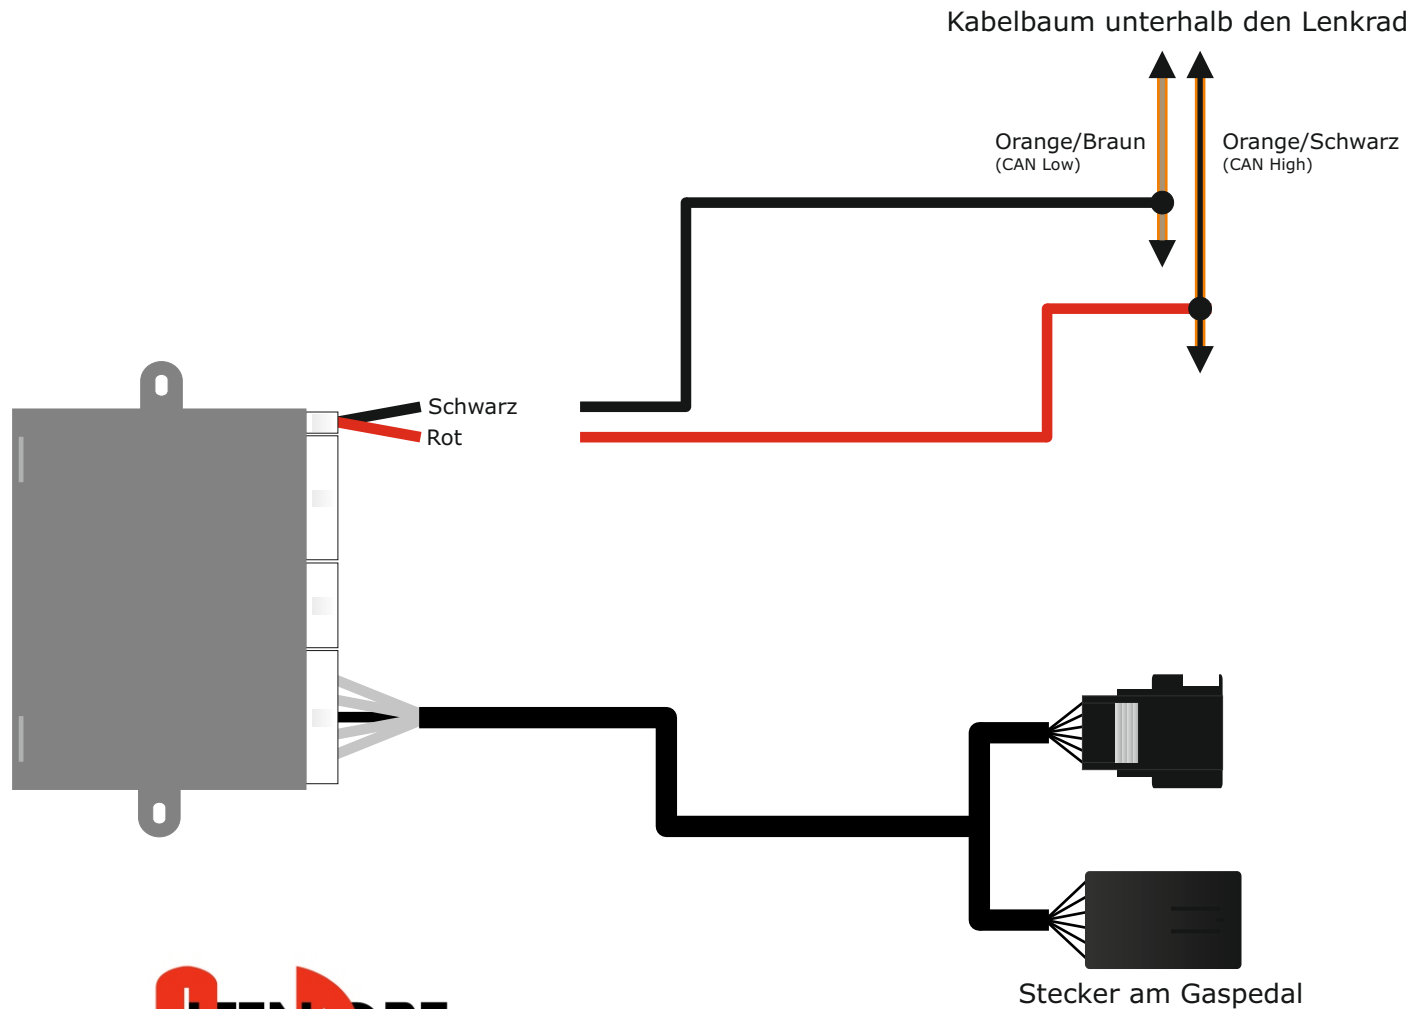 Kabelbaum unterhalb den Lenkrad
Orange/Braun
(CAN Low)
Orange/Schwarz
(CAN High)
Schwarz
Rot
Stecker am Gaspedal